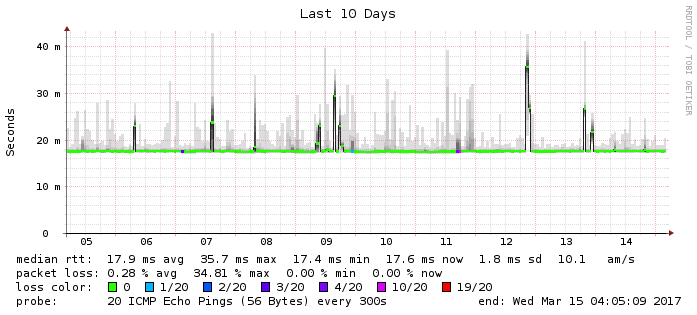 Last 10 Days
RRDTOOL / TOBI OETIKER
Seconds
40 m
30 m
20 m
10 m
0
05 06 07 08 09 10 11 12 13 14
median rtt: 17.9 ms avg 35.7 ms max 17.4 ms min 17.6 ms now 1.8 ms sd 10.1 am/s
packet loss: 0.28 % avg 34.81 % max 0.00 % min 0.00 % now
loss color: 0 1/20 2/20 3/20 4/20 10/20 19/20
probe: 20 ICMP Echo Pings (56 Bytes) every 300s end: Wed Mar 15 04:05:09 2017